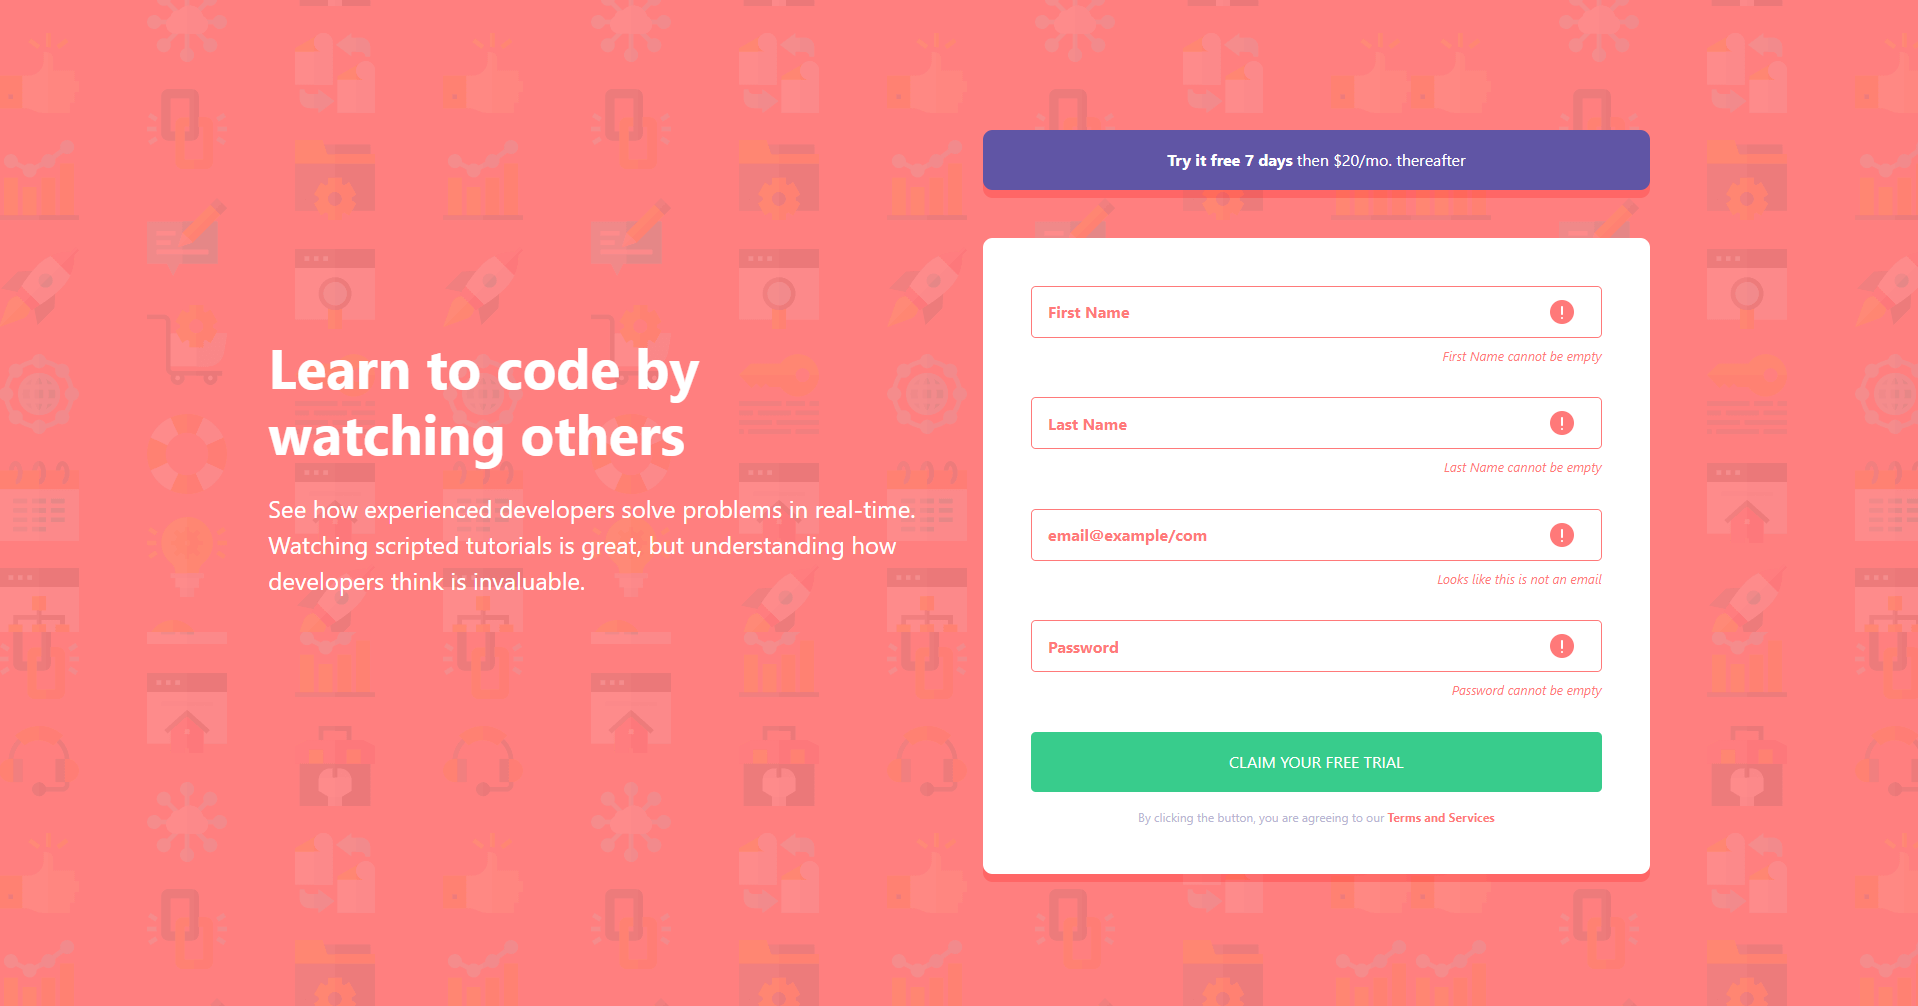 Learn to code by
watching others
See how experienced developers solve problems in real-time.
Watching scripted tutorials is great, but understanding how
developers think is invaluable.
Try it free 7 days then $20/mo. thereafter
First Name
First Name cannot be empty
Last Name
Last Name cannot be empty
email@example/com
Looks like this is not an email
Password
Password cannot be empty
CLAIM YOUR FREE TRIAL
By clicking the button, you are agreeing to our Terms and Services